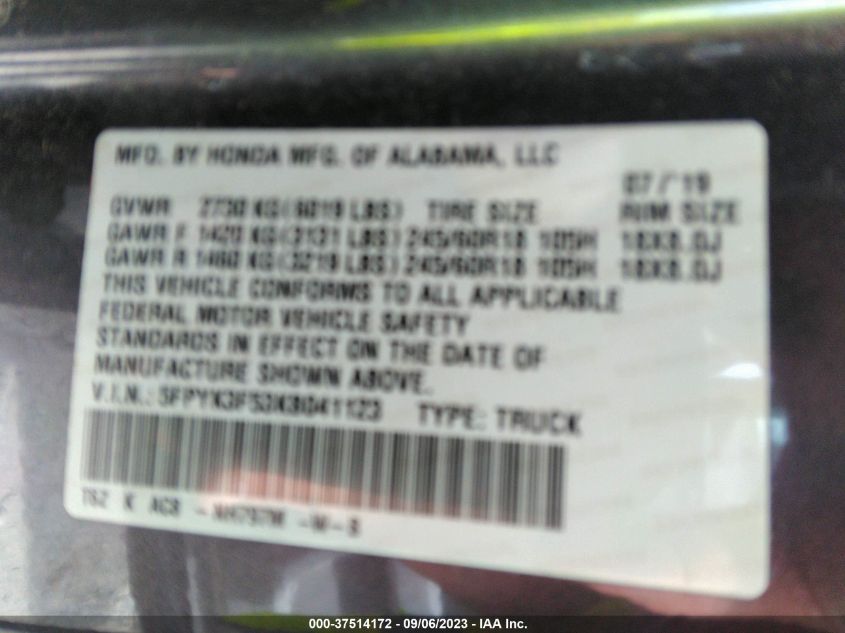 MFD. BY HONDA MFG. OF ALABAMA, LLC
07/'19
GVWR 2730 KG(6019 LBS) TIRE SIZE RIM SIZE
GAWR F 1420 KG(3131 LBS) 245/60R18 105H 18X8.0J
GAWR R 1460 KG(3219 LBS) 245/60R18 105H 18X8.0J
THIS VEHICLE CONFORMS TO ALL APPLICABLE
FEDERAL MOTOR VEHICLE SAFETY
STANDARDS IN EFFECT ON THE DATE OF
MANUFACTURE SHOWN ABOVE.
V.I.N.: 5FPYK3F53KB041123 TYPE: TRUCK
T6Z K
000-37514172 - 09/06/2023 - IAA Inc.